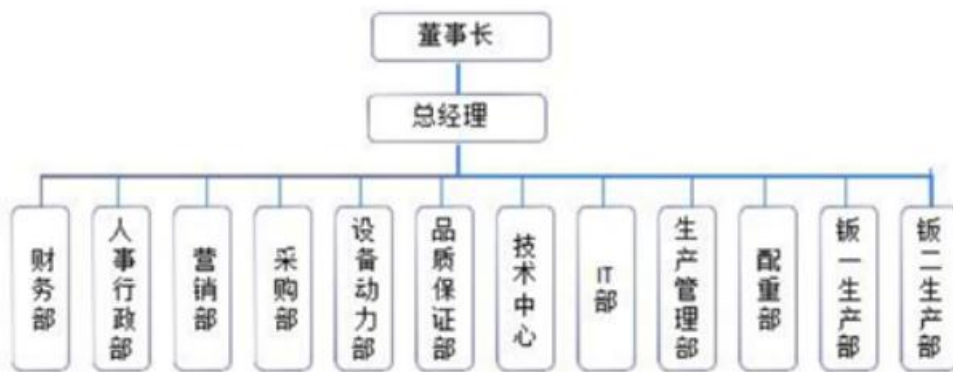 董事长
总经理
财务部
人事行政部
营销部
采购部
设备动力部
品质保证部
技术中心
IT部
生产管理部
配重部
钣一生产部
钣二生产部